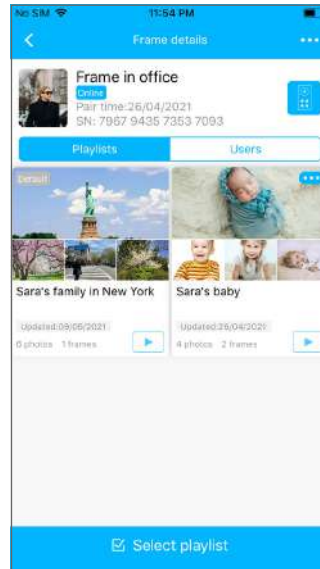 No SIM 11:54 PM
Frame details
Frame in office
Online
Pair time:26/04/2021
SN: 7967 9435 7353 7093
Playlists Users
Default
Sara's family in New York Sara's baby
Updated:09/06/2021 Updated:26/04/2021
6 photos 1 frames 4 photos 2 frames
Select playlist